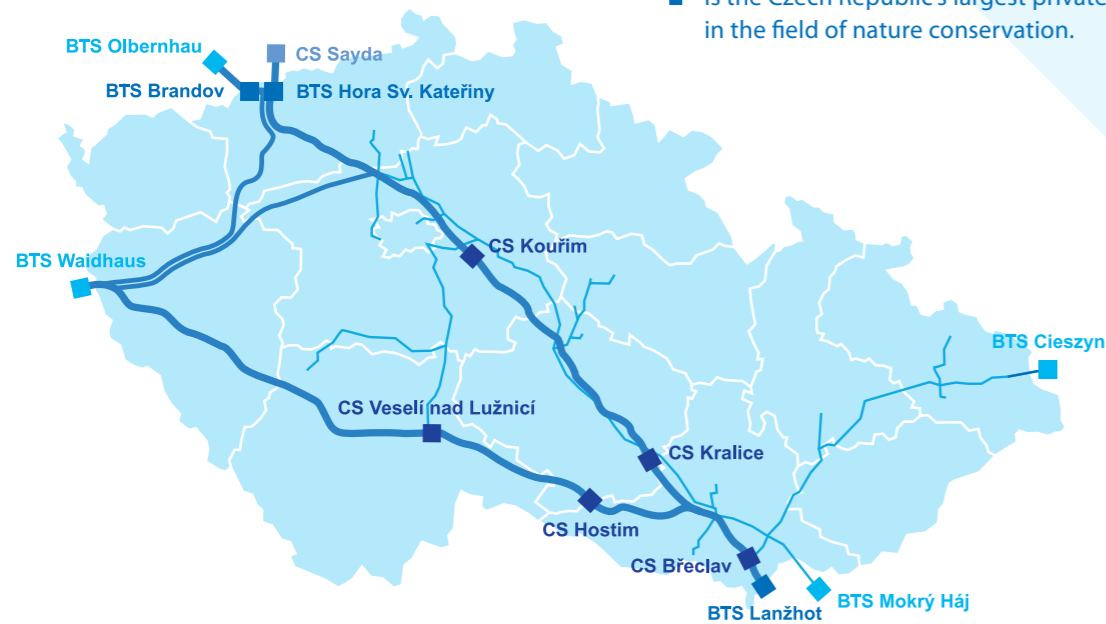 is the Czech Republic's largest private
in the field of nature conservation.
BTS Olbernhau
CS Sayda
BTS Brandov
BTS Hora Sv. Kateřiny
CS Kouřim
BTS Waidhaus
BTS Cieszyn
CS Veselí nad Lužnicí
CS Kralice
CS Hostim
CS Břeclav
BTS Mokrý Háj
BTS Lanžhot